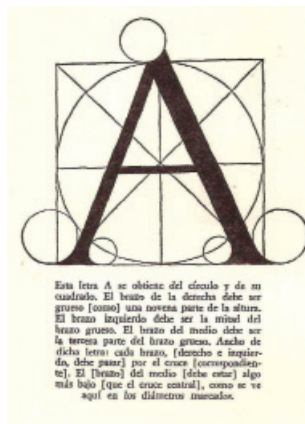 A
Esta letra A se obtiene del círculo y de su
cuadrado. El brazo de la derecha debe ser
grueso [como] una novena parte de la altura.
El brazo izquierdo debe ser la mitad del
brazo grueso. El brazo del medio debe ser
la tercera parte del brazo grueso. Ancho de
dicha letra: cada brazo, [derecho e izquier-
do, debe pasar] por el cruce [correspondien-
te]. El [brazo] del medio [debe estar] algo
más bajo [que el cruce central], como se ve
aquí en los diámetros marcados.